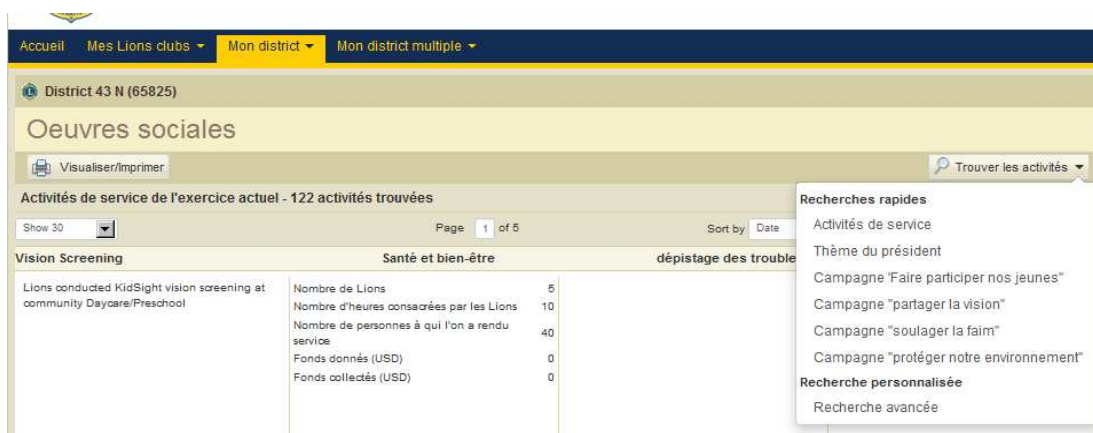 Accueil Mes Lions clubs Mon district Mon district multiple
District 43 N (65825)
Oeuvres sociales
Visualiser/Imprimer
Trouver les activités
Activités de service de l'exercice actuel - 122 activités trouvées
Show 30
Page 1 of 5
Sort by Date
Vision Screening
Santé et bien-être
dépistage des trouble
Lions conducted KidSight vision screening at
community Daycare/Preschool
Nombre de Lions 5
Nombre d'heures consacrées par les Lions 10
Nombre de personnes à qui l'on a rendu
service 40
Fonds donnés (USD) 0
Fonds collectés (USD) 0
Recherches rapides
Activités de service
Thème du président
Campagne 'Faire participer nos jeunes"
Campagne "partager la vision"
Campagne "soulager la faim"
Campagne "protéger notre environnement"
Recherche personnalisée
Recherche avancée